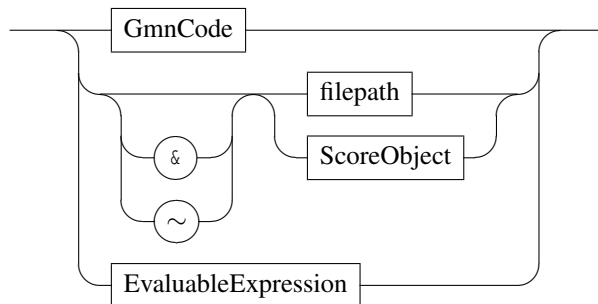 GmnCode
filepath
& ScoreObject
~
EvaluableExpression